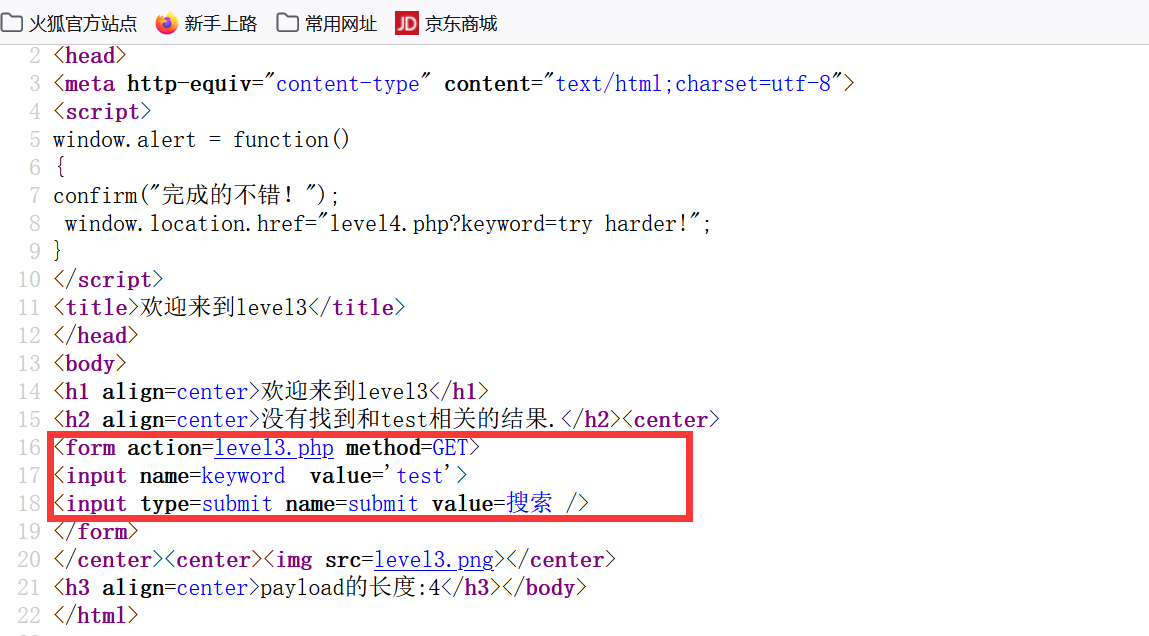 火狐官方站点 新手上路 常用网址 JD 京东商城
2 <head>
3 <meta http-equiv="content-type" content="text/html;charset=utf-8">
4 <script>
5 window.alert = function()
6 {
7 confirm("完成的不错！");
8  window.location.href="level4.php?keyword=try harder!";
9 }
10 </script>
11 <title>欢迎来到level3</title>
12 </head>
13 <body>
14 <h1 align=center>欢迎来到level3</h1>
15 <h2 align=center>没有找到和test相关的结果.</h2><center>
16 <form action=level3.php method=GET>
17 <input name=keyword  value='test'>
18 <input type=submit name=submit value=搜索 />
19 </form>
20 </center><center><img src=level3.png></center>
21 <h3 align=center>payload的长度:4</h3></body>
22 </html>